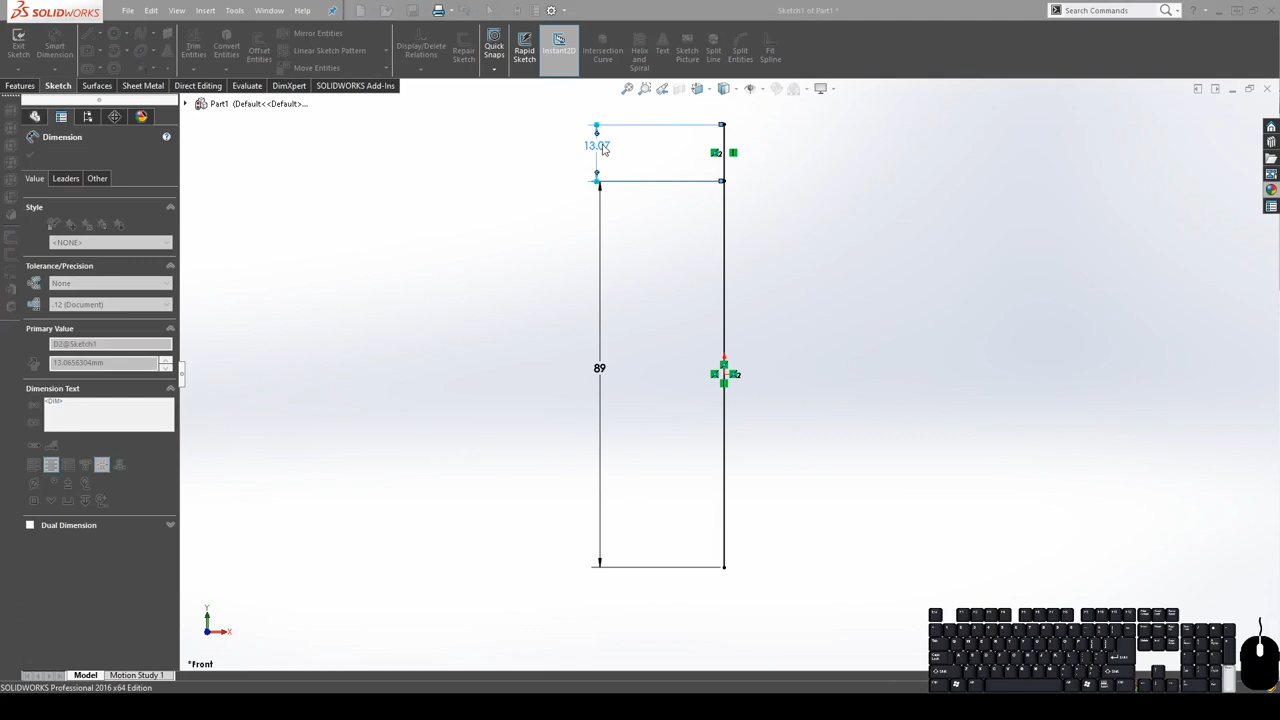 SOLIDWORKS
File Edit View Insert Tools Window Help
Sketch1 of Part1 *
Search Commands
Exit Sketch
Smart Dimension
Trim Entities
Convert Entities
Offset Entities
Mirror Entities
Linear Sketch Pattern
Move Entities
Display/Delete Relations
Repair Sketch
Quick Snaps
Rapid Sketch
Instant2D
Intersection Curve
Helix and Spiral
Text
Sketch Picture
Split Line
Split Entities
Fit Spline
Features Sketch Surfaces Sheet Metal Direct Editing Evaluate DimXpert SOLIDWORKS Add-Ins
Part1 (Default<<Default>...
Dimension
Value Leaders Other
Style
<NONE>
Tolerance/Precision
None
.12 (Document)
Primary Value
D2@Sketch1
13.0656304mm
Dimension Text
<DIM>
Dual Dimension
13.07
2
89
2
Y
X
*Front
Model Motion Study 1
SOLIDWORKS Professional 2016 x64 Edition